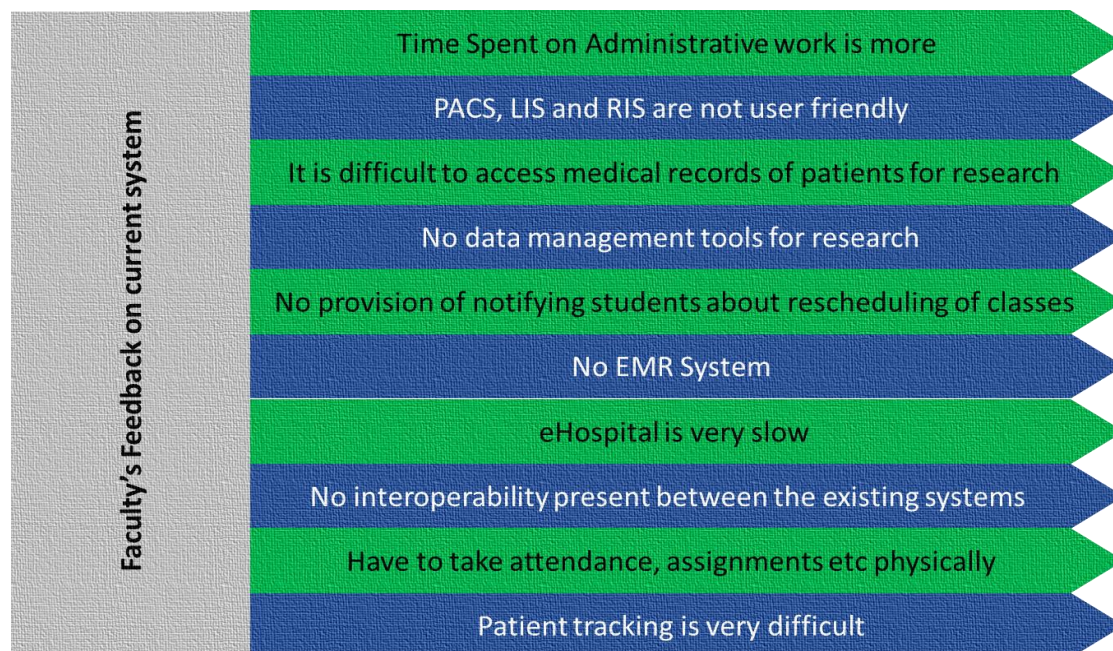 Faculty's Feedback on current system
Time Spent on Administrative work is more
PACS, LIS and RIS are not user friendly
It is difficult to access medical records of patients for research
No data management tools for research
No provision of notifying students about rescheduling of classes
No EMR System
eHospital is very slow
No interoperability present between the existing systems
Have to take attendance, assignments etc physically
Patient tracking is very difficult